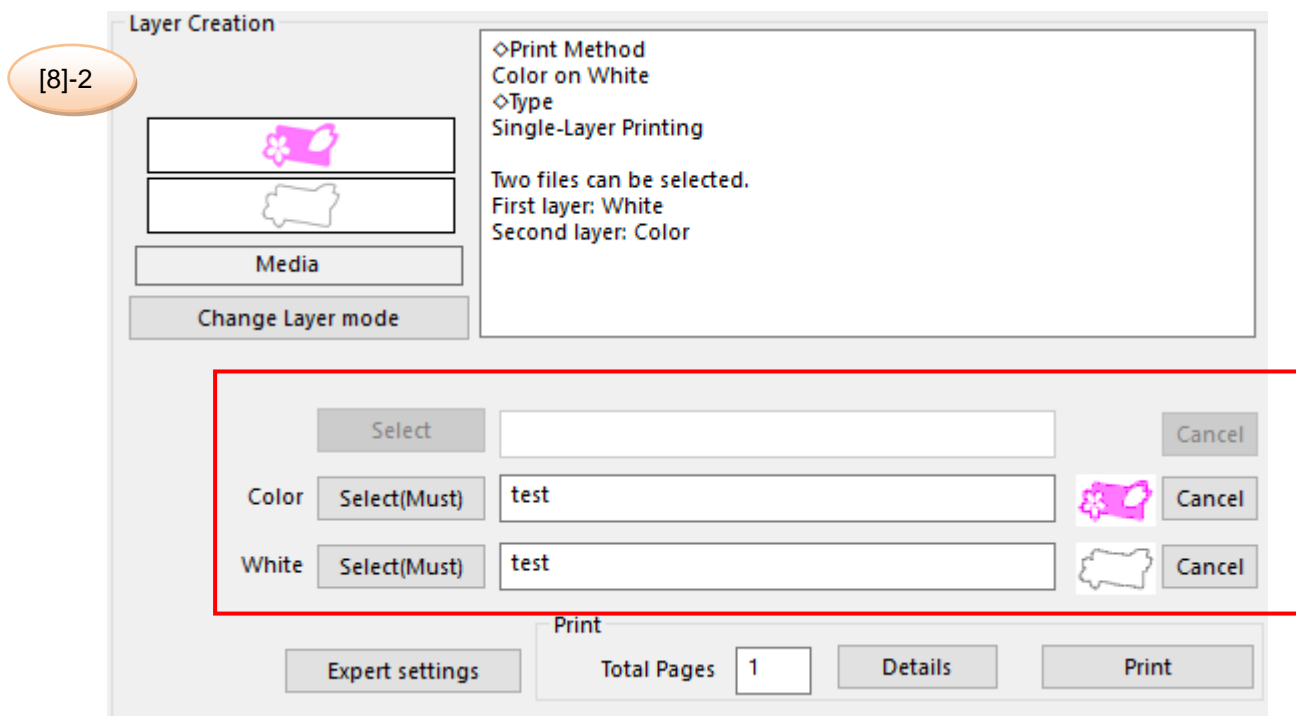 Layer Creation
[8]-2
◇Print Method
Color on White
◇Type
Single-Layer Printing
Two files can be selected.
First layer: White
Second layer: Color
Media
Change Layer mode
Select Cancel
Color Select(Must) test Cancel
White Select(Must) test Cancel
Print
Expert settings Total Pages 1 Details Print